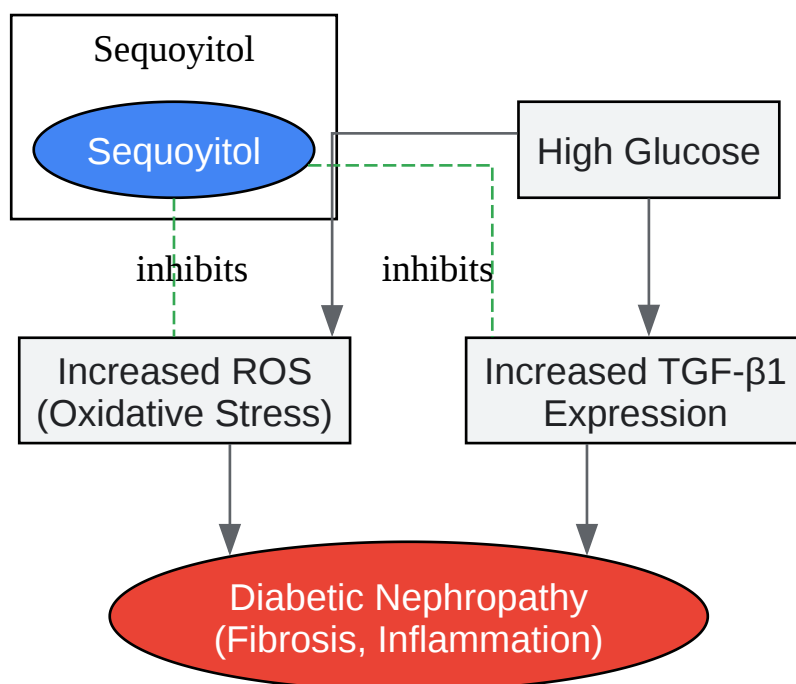 Sequoyitol
Sequoyitol
High Glucose
inhibits
inhibits
Increased ROS
(Oxidative Stress)
Increased TGF-β1
Expression
Diabetic Nephropathy
(Fibrosis, Inflammation)